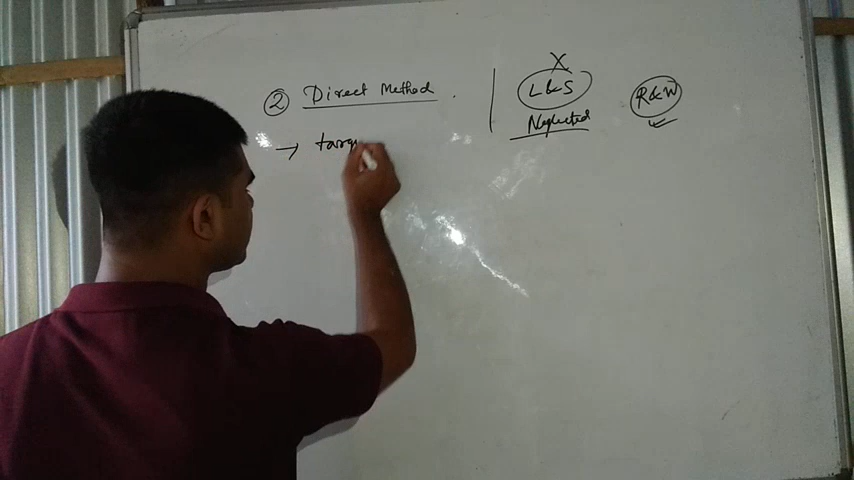 ② Direct Method.
→ targ
X
L&S
Neglected
R&W